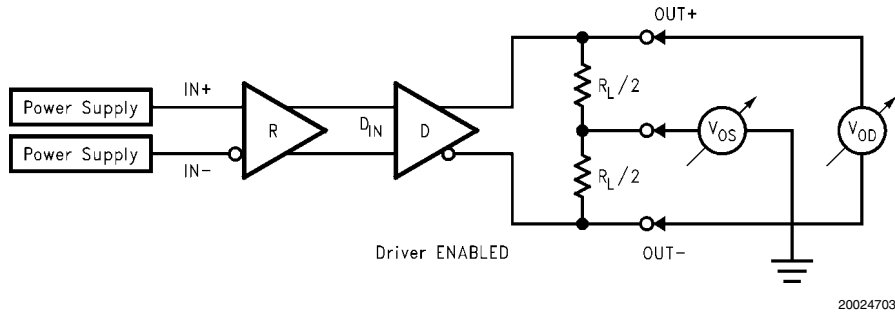 OUT+
Power Supply
IN+
R
D_IN
D
R_L/2
V_OS
V_OD
Power Supply
IN-
R_L/2
Driver ENABLED
OUT-
20024703